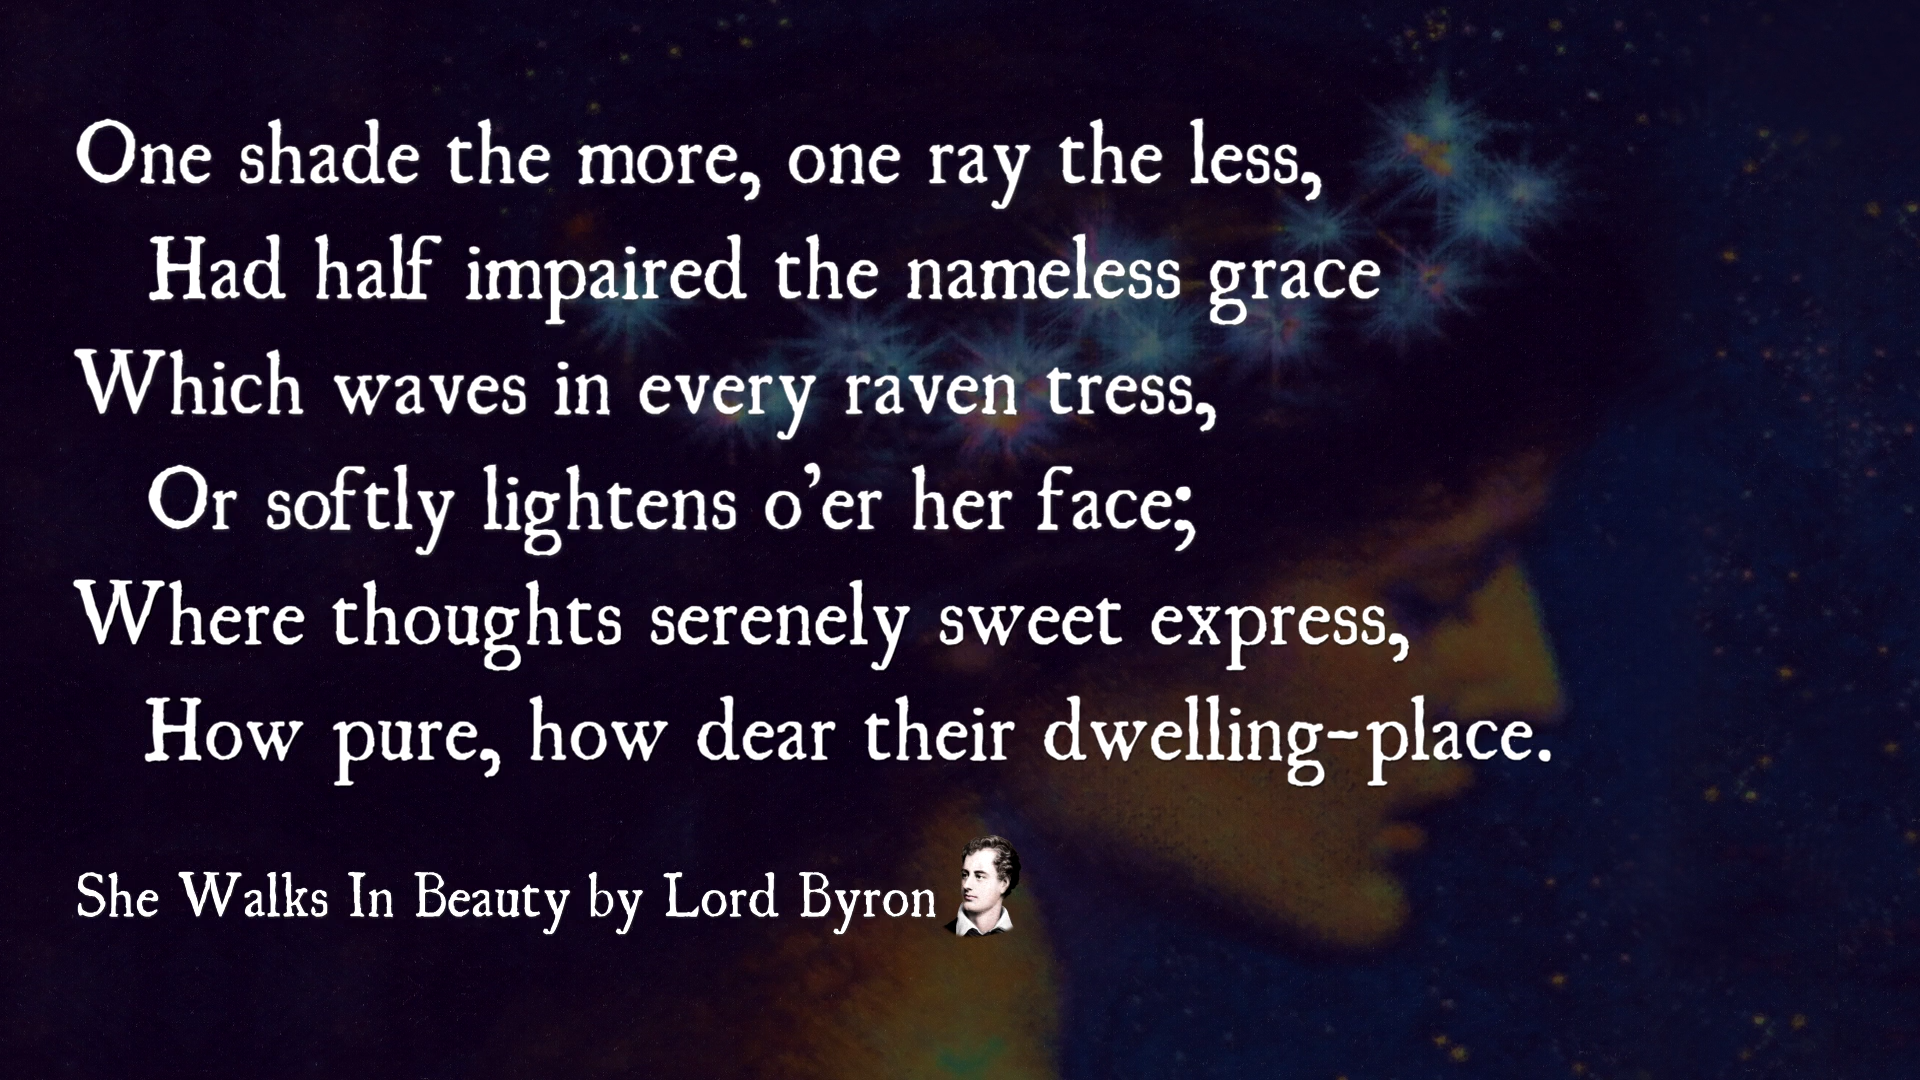 One shade the more, one ray the less,
Had half impaired the nameless grace
Which waves in every raven tress,
Or softly lightens o’er her face;
Where thoughts serenely sweet express,
How pure, how dear their dwelling-place.
She Walks In Beauty by Lord Byron